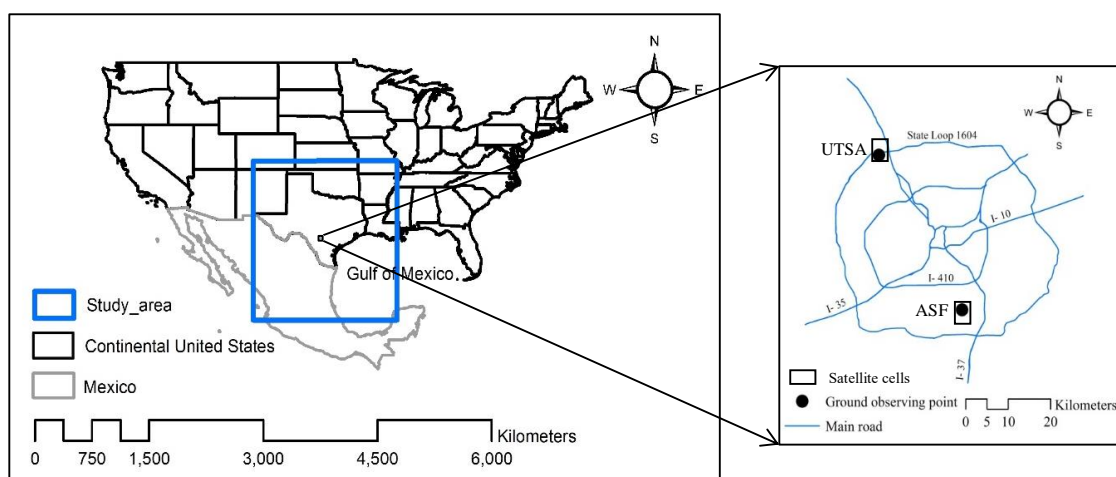 N
W E
S
Gulf of Mexico
Study_area
Continental United States
Mexico
Kilometers
0 750 1,500 3,000 4,500 6,000
N
W E
S
State Loop 1604
UTSA
I- 10
I- 410
I- 35
ASF
I- 37
Satellite cells
Ground observing point
Main road
Kilometers
0 5 10 20